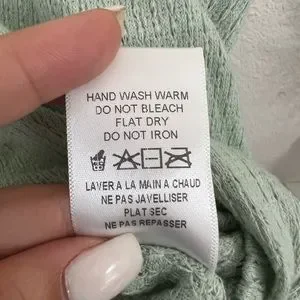 HAND WASH WARM
DO NOT BLEACH
FLAT DRY
DO NOT IRON
LAVER A LA MAIN A CHAUD
NE PAS JAVELLISER
PLAT SEC
NE PAS REPASSER